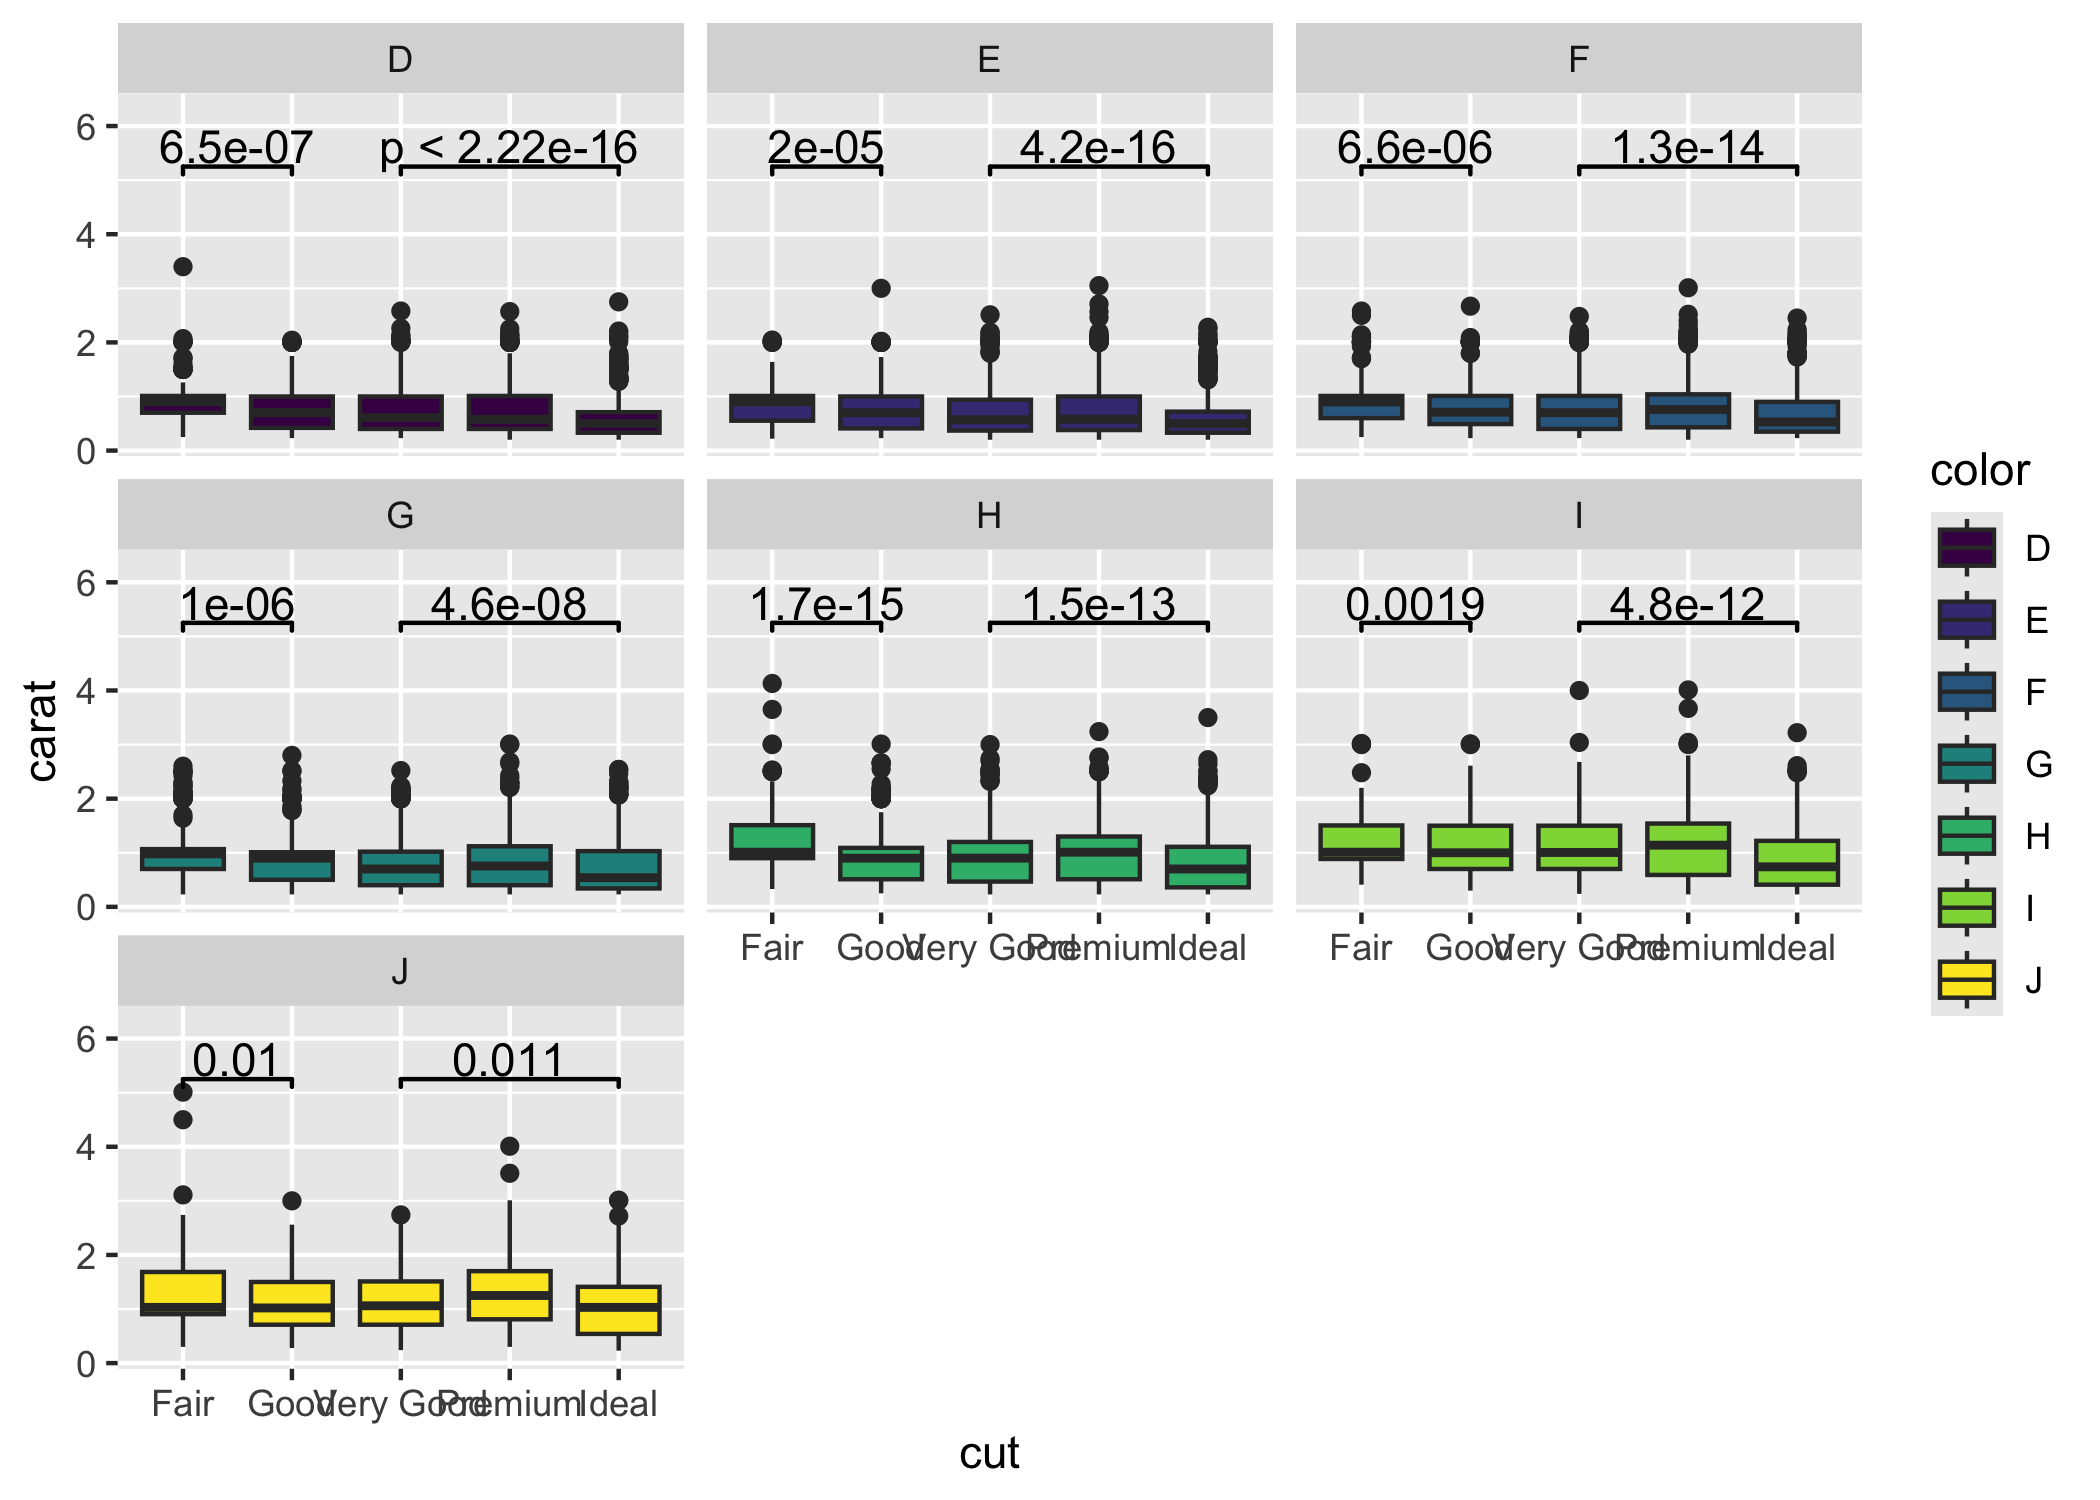 D
E
F
6
6.5e-07
p < 2.22e-16
2e-05
4.2e-16
6.6e-06
1.3e-14
4
2
0
G
H
I
6
1e-06
4.6e-08
1.7e-15
1.5e-13
0.0019
4.8e-12
4
2
0
Fair
Good
Very Good
Premium
Ideal
Fair
Good
Very Good
Premium
Ideal
J
6
0.01
0.011
4
2
0
Fair
Good
Very Good
Premium
Ideal
carat
cut
color
D
E
F
G
H
I
J